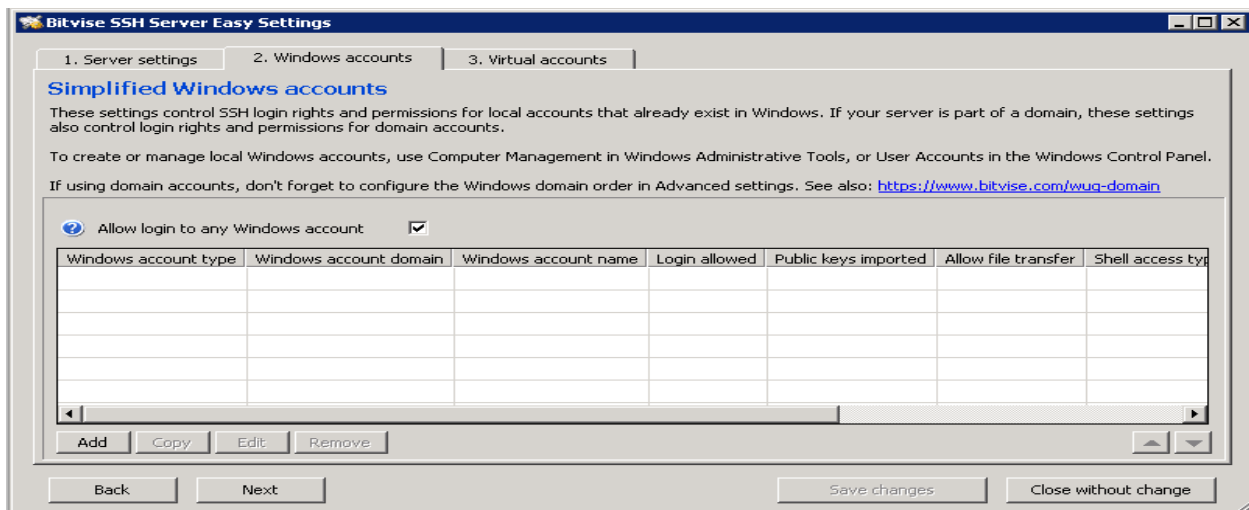 Bitvise SSH Server Easy Settings
1. Server settings
2. Windows accounts
3. Virtual accounts
Simplified Windows accounts
These settings control SSH login rights and permissions for local accounts that already exist in Windows. If your server is part of a domain, these settings
also control login rights and permissions for domain accounts.
To create or manage local Windows accounts, use Computer Management in Windows Administrative Tools, or User Accounts in the Windows Control Panel.
If using domain accounts, don't forget to configure the Windows domain order in Advanced settings. See also: https://www.bitvise.com/wug-domain
Allow login to any Windows account
Windows account type Windows account domain Windows account name Login allowed Public keys imported Allow file transfer Shell access typ
Add Copy Edit Remove
Back Next Save changes Close without change